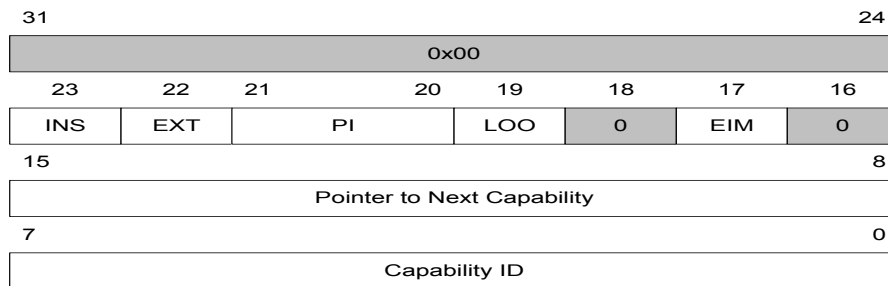 31 24
0x00
23 22 21 20 19 18 17 16
INS EXT PI LOO 0 EIM 0
15 8
Pointer to Next Capability
7 0
Capability ID